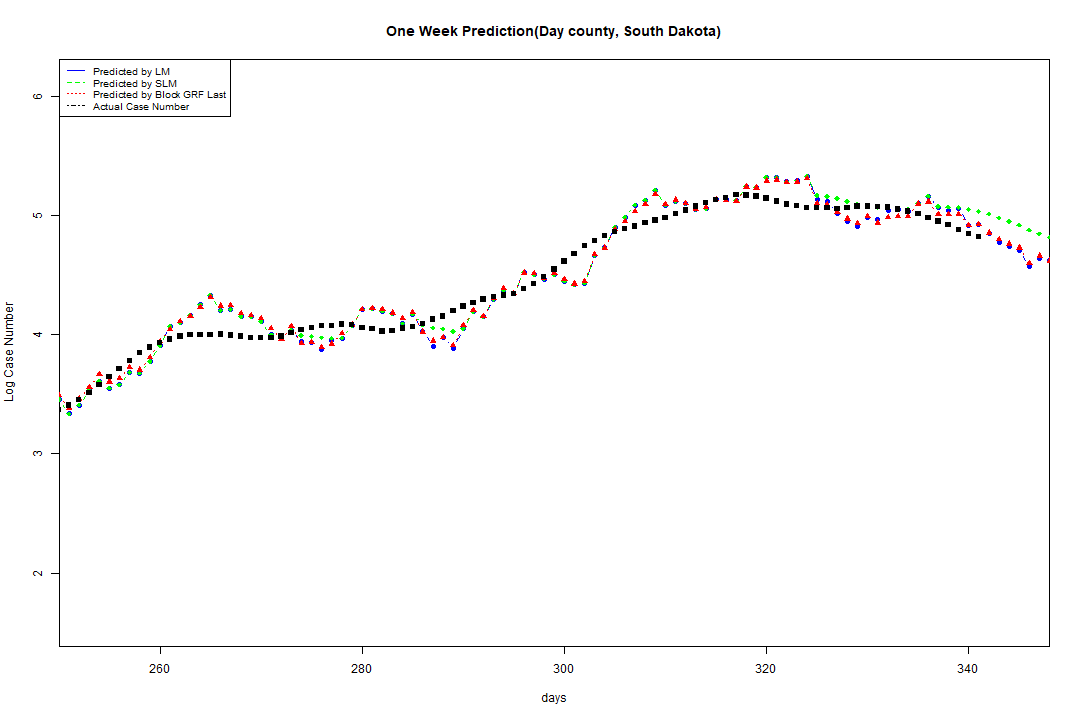 One Week Prediction(Day county, South Dakota)
Predicted by LM
Predicted by SLM
Predicted by Block GRF Last
Actual Case Number
6
5
4
3
2
Log Case Number
260 280 300 320 340
days